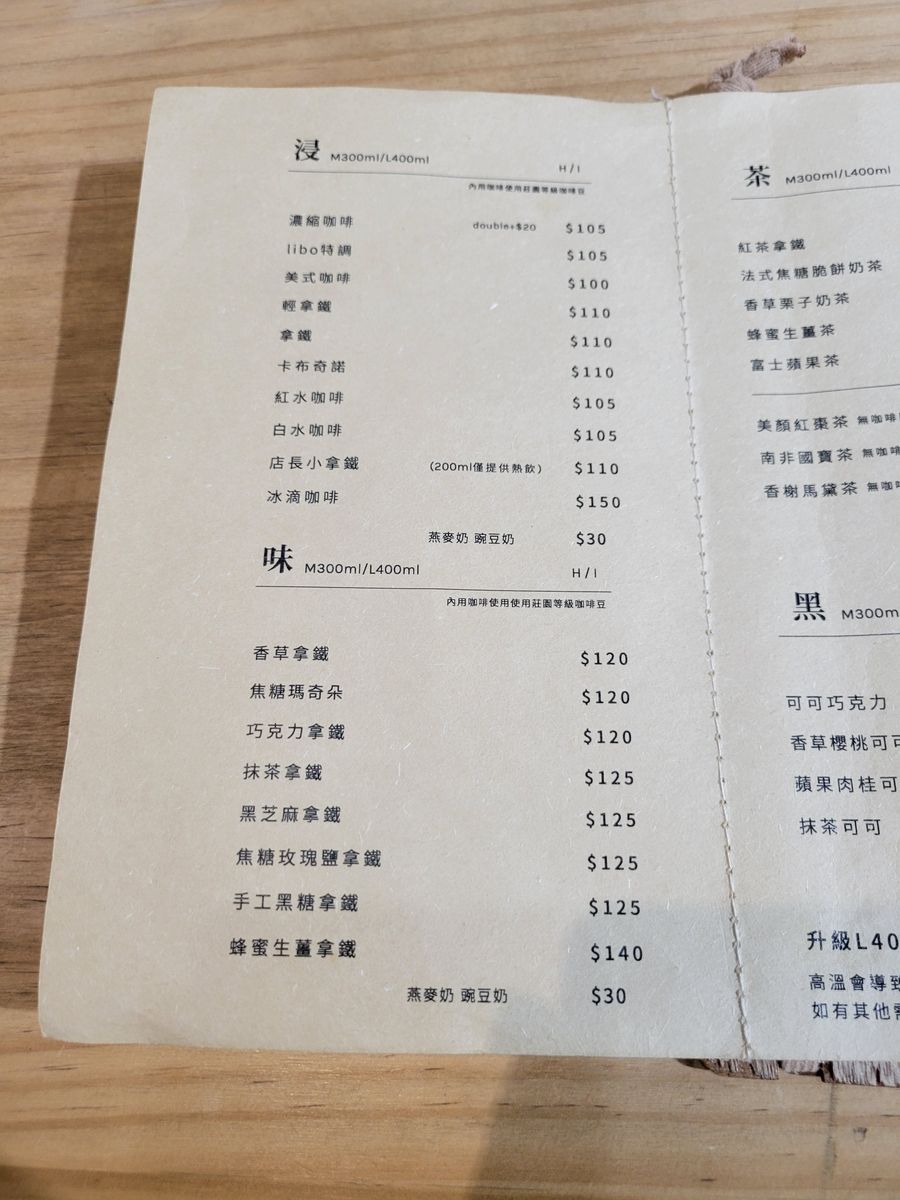 浸 M300ml/L400ml H/I
內用咖啡使用莊園等級咖啡豆
濃縮咖啡 double+$20 $105
libo特調 $105
美式咖啡 $100
輕拿鐵 $110
拿鐵 $110
卡布奇諾 $110
紅水咖啡 $105
白水咖啡 $105
店長小拿鐵 (200ml僅提供熱飲) $110
冰滴咖啡 $150
燕麥奶 豌豆奶 $30
味 M300ml/L400ml H/I
內用咖啡使用使用莊園等級咖啡豆
香草拿鐵 $120
焦糖瑪奇朵 $120
巧克力拿鐵 $120
抹茶拿鐵 $125
黑芝麻拿鐵 $125
焦糖玫瑰鹽拿鐵 $125
手工黑糖拿鐵 $125
蜂蜜生薑拿鐵 $140
燕麥奶 豌豆奶 $30
茶 M300ml/L400ml
紅茶拿鐵
法式焦糖脆餅奶茶
香草栗子奶茶
蜂蜜生薑茶
富士蘋果茶
美顏紅棗茶 無咖啡
南非國寶茶 無咖啡
香榭馬黛茶 無咖啡
黑 M300m
可可巧克力
香草櫻桃可可
蘋果肉桂可
抹茶可可
升級L40
高溫會導致
如有其他需